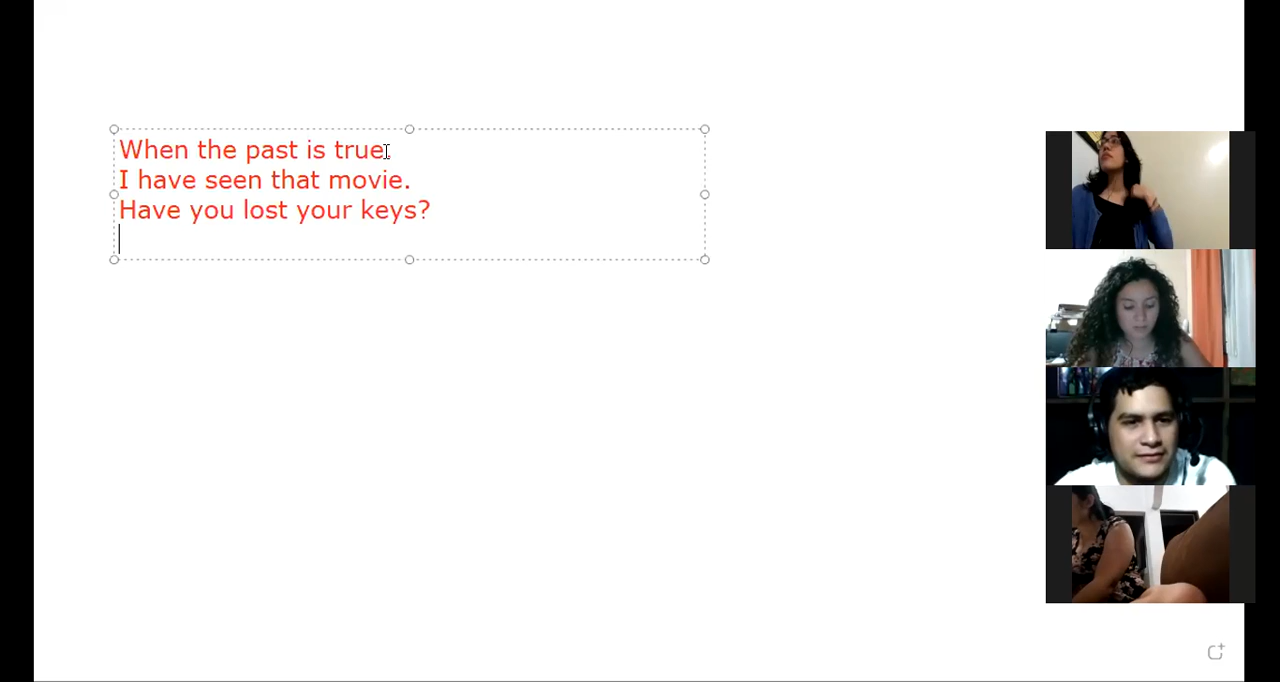 When the past is true.
I have seen that movie.
Have you lost your keys?